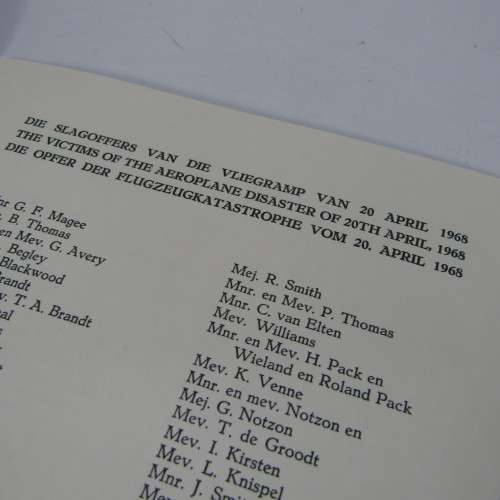 DIE SLAGOFFERS VAN DIE VLIEGRAMP VAN 20 APRIL 1968
THE VICTIMS OF THE AEROPLANE DISASTER OF 20TH APRIL, 1968
DIE OPFER DER FLUGZEUGKATASTROPHE VOM 20. APRIL 1968
G. F. Magee
B. Thomas
en Mev. G. Avery
Begley
Blackwood
Brandt
T. A. Brandt
Mej. R. Smith
Mnr. en Mev. P. Thomas
Mnr. C. van Elten
Mev. Williams
Mnr. en Mev. H. Pack en
Wieland en Roland Pack
Mev. K. Venne
Mnr. en mev. Notzon en
Mej. G. Notzon
Mev. T. de Groodt
Mev. I. Kirsten
Mev. L. Knispel
Mnr. J.